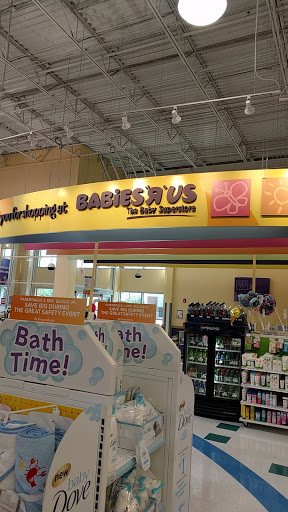 you for shopping at BABIES"R"US
The Baby Superstore
SAVE BIG DURING
THE GREAT SAFETY EVENT
SAVE BIG DURING
THE GREAT SAFETY EVENT
Bath
Time!
Bath
Time!
new
baby
Dove